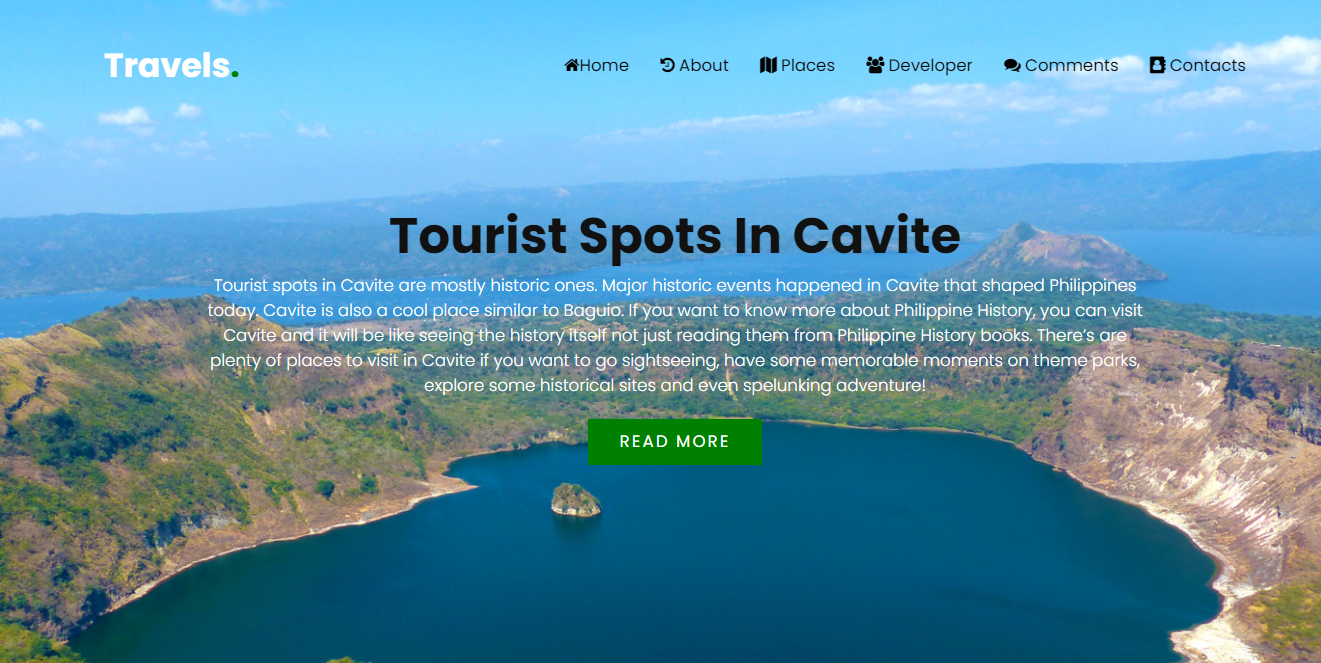 Travels.
Home About Places Developer Comments Contacts
Tourist Spots In Cavite
Tourist spots in Cavite are mostly historic ones. Major historic events happened in Cavite that shaped Philippines
today. Cavite is also a cool place similar to Baguio. If you want to know more about Philippine History, you can visit
Cavite and it will be like seeing the history itself not just reading them from Philippine History books. There’s are
plenty of places to visit in Cavite if you want to go sightseeing, have some memorable moments on theme parks,
explore some historical sites and even spelunking adventure!
READ MORE